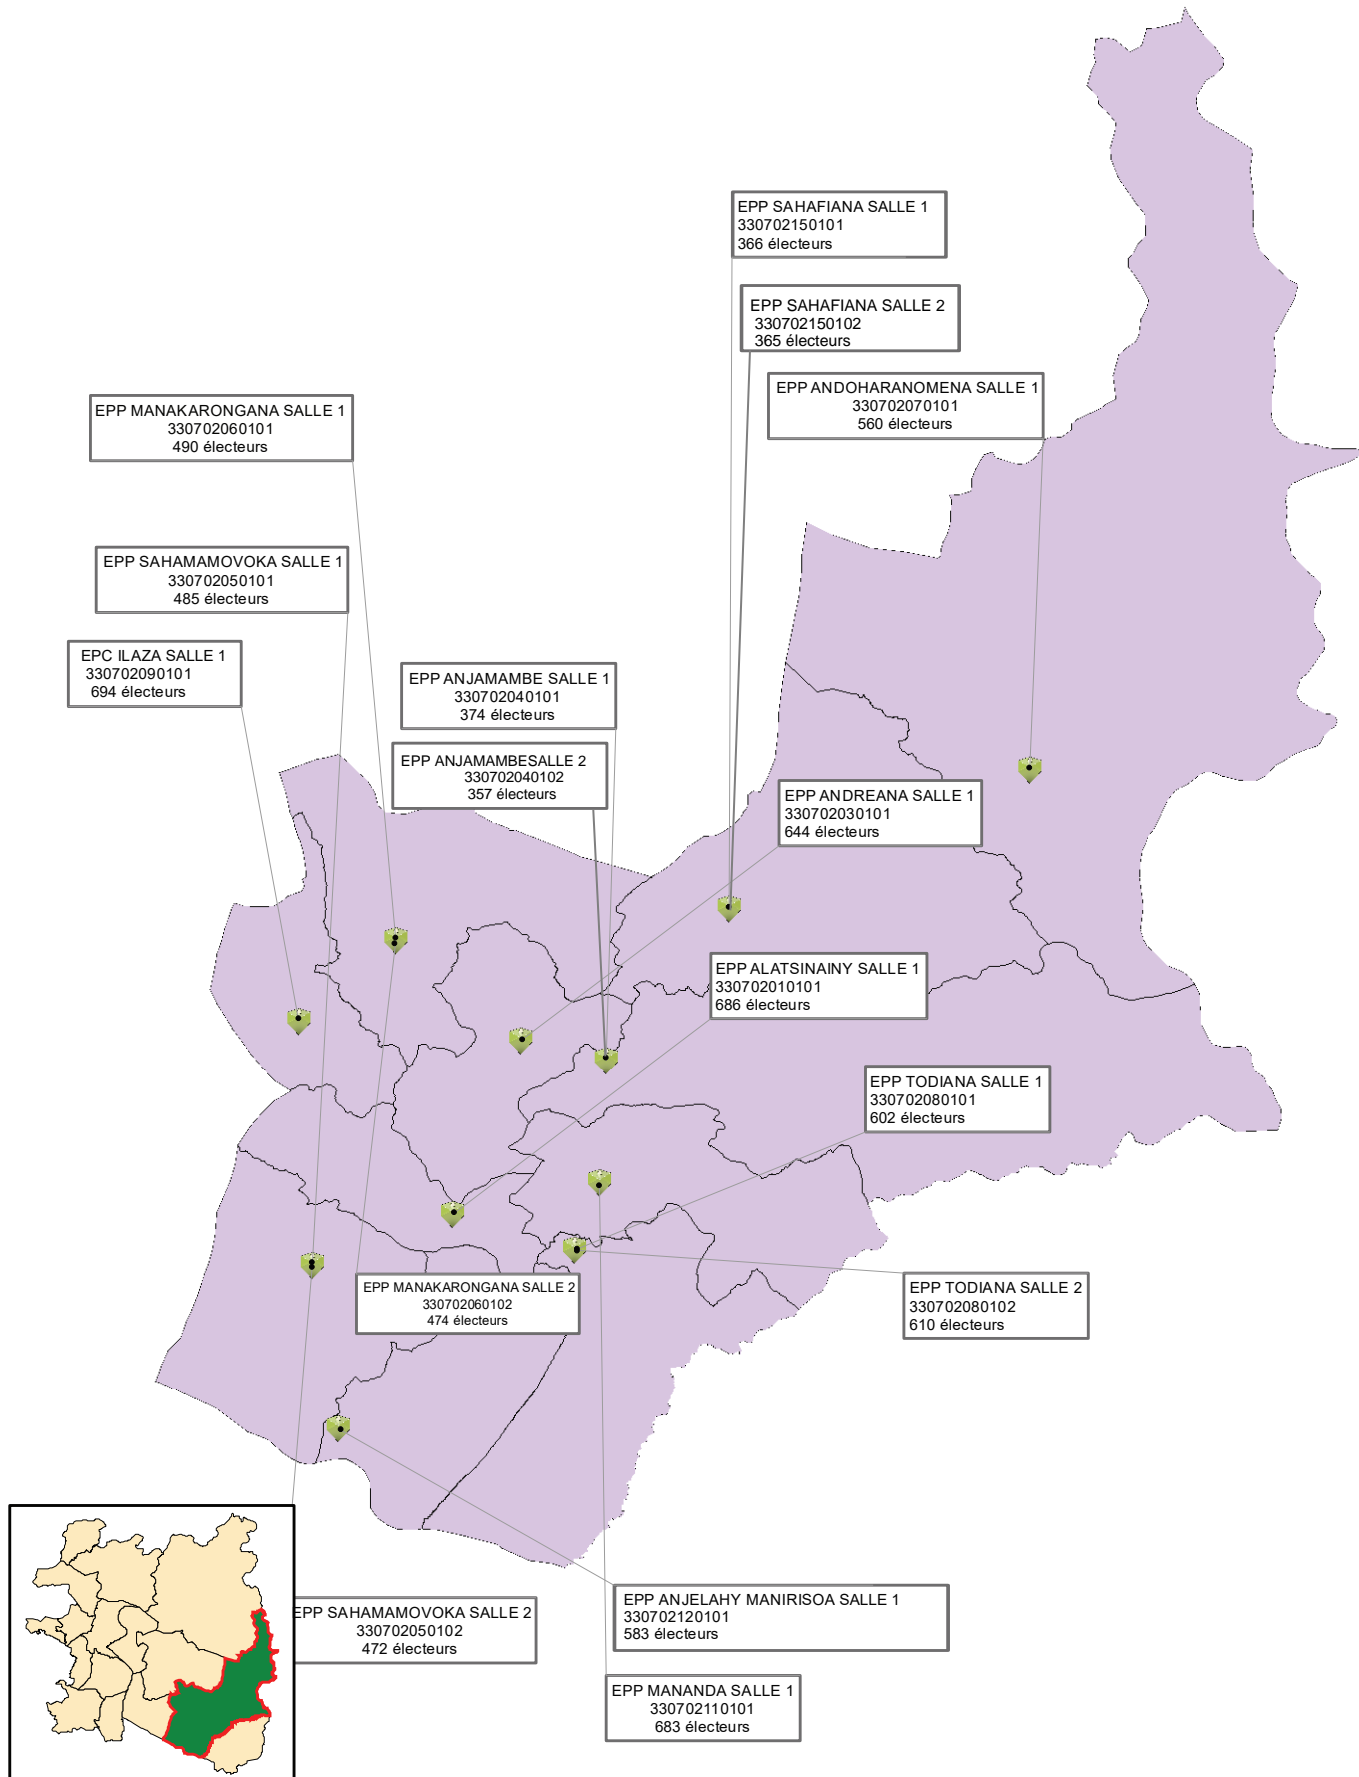 EPP SAHAFIANA SALLE 1
330702150101
366 électeurs
EPP SAHAFIANA SALLE 2
330702150102
365 électeurs
EPP ANDOHARANOMENA SALLE 1
330702070101
560 électeurs
EPP MANAKARONGANA SALLE 1
330702060101
490 électeurs
EPP SAHAMAMOVOKA SALLE 1
330702050101
485 électeurs
EPC ILAZA SALLE 1
330702090101
694 électeurs
EPP ANJAMAMBE SALLE 1
330702040101
374 électeurs
EPP ANJAMAMBESALLE 2
330702040102
357 électeurs
EPP ANDREANA SALLE 1
330702030101
644 électeurs
EPP ALATSINAINY SALLE 1
330702010101
686 électeurs
EPP TODIANA SALLE 1
330702080101
602 électeurs
EPP MANAKARONGANA SALLE 2
330702060102
474 électeurs
EPP TODIANA SALLE 2
330702080102
610 électeurs
EPP SAHAMAMOVOKA SALLE 2
330702050102
472 électeurs
EPP ANJELAHY MANIRISOA SALLE 1
330702120101
583 électeurs
EPP MANANDA SALLE 1
330702110101
683 électeurs